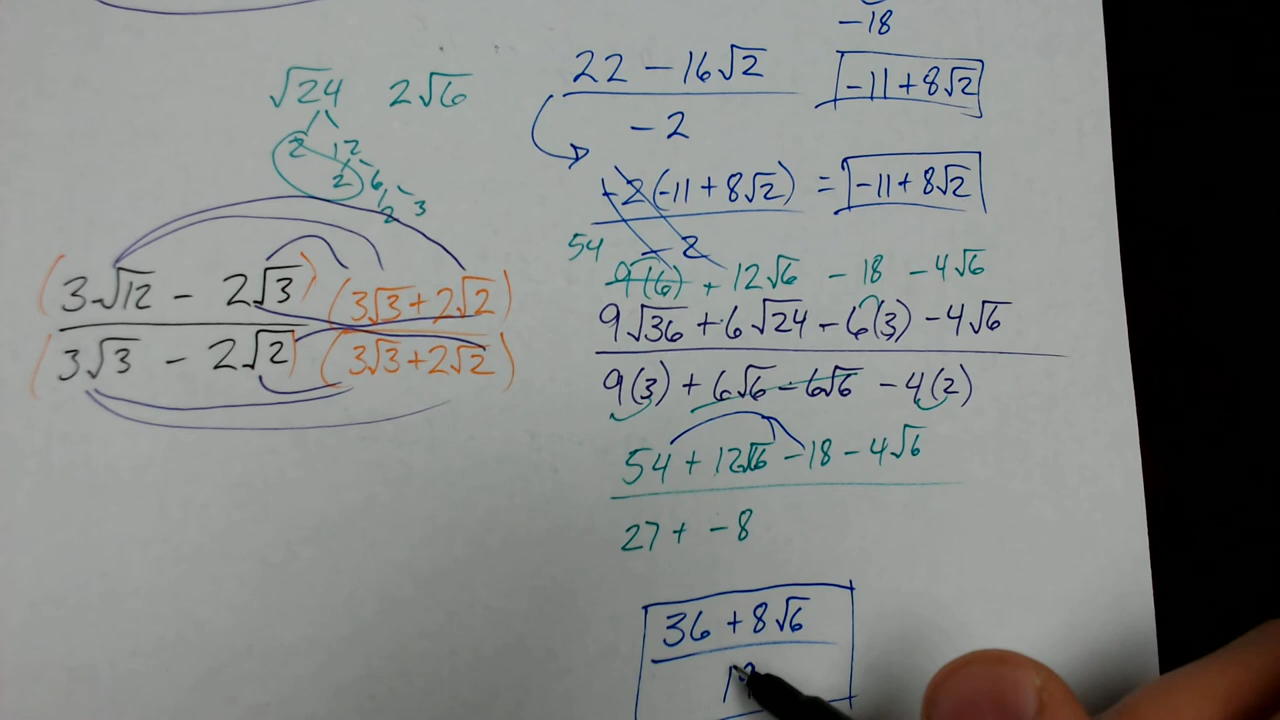 -18
22 - 16√2
-2
-11 + 8√2
-2(-11 + 8√2) = -11 + 8√2
-2
√24 2√6
2 12
2 6
2 3
(3√12 - 2√3)(3√3 + 2√2)
(3√3 - 2√2)(3√3 + 2√2)
54
9(6) + 12√6 - 18 - 4√6
9√36 + 6√24 - 6(3) - 4√6
9(3) + 6√6 - 6√6 - 4(2)
54 + 12√6 - 18 - 4√6
27 + -8
36 + 8√6